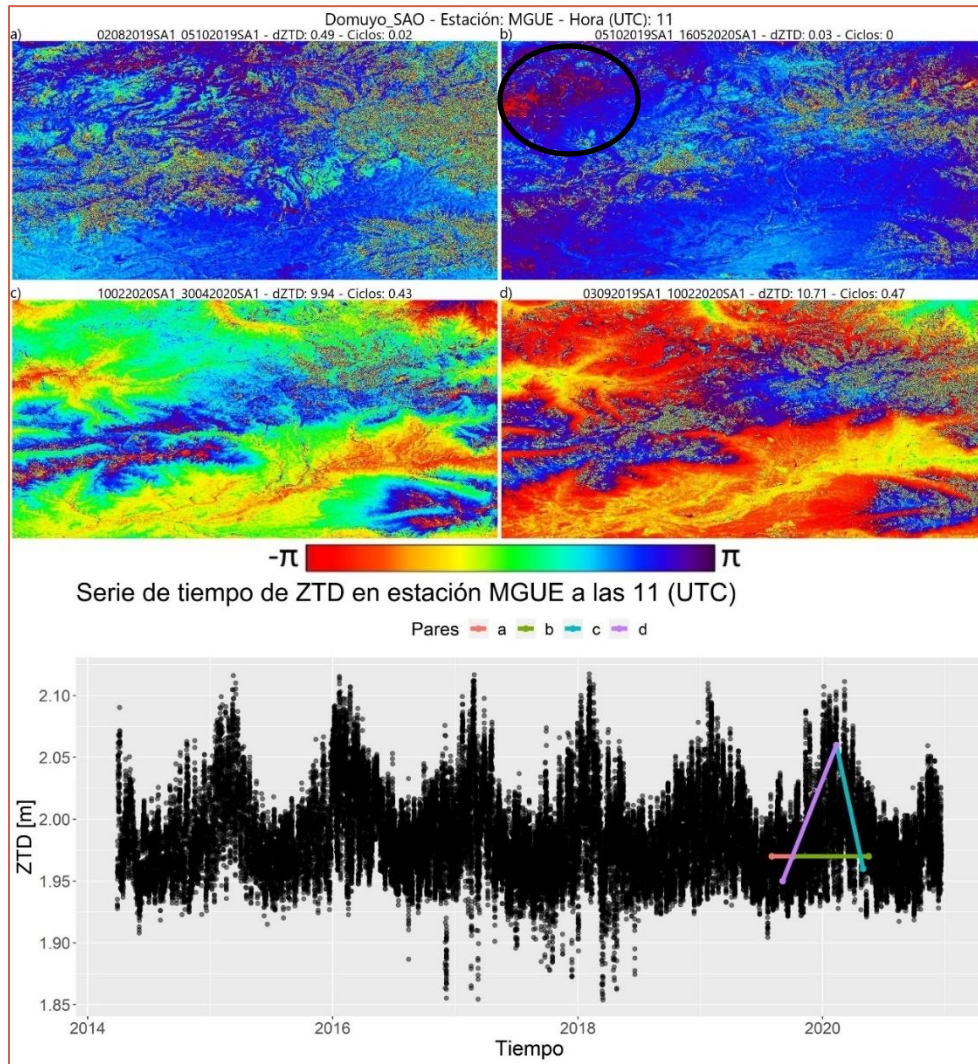 Domuyo_SAO - Estación: MGUE - Hora (UTC): 11
a) 02082019SA1_05102019SA1 - dZTD: 0.49 - Ciclos: 0.02
b) 05102019SA1_16052020SA1 - dZTD: 0.03 - Ciclos: 0
c) 10022020SA1_30042020SA1 - dZTD: 9.94 - Ciclos: 0.43
d) 03092019SA1_10022020SA1 - dZTD: 10.71 - Ciclos: 0.47
-π π
Serie de tiempo de ZTD en estación MGUE a las 11 (UTC)
Pares a b c d
ZTD [m]
2.10
2.05
2.00
1.95
1.90
1.85
2014 2016 2018 2020
Tiempo